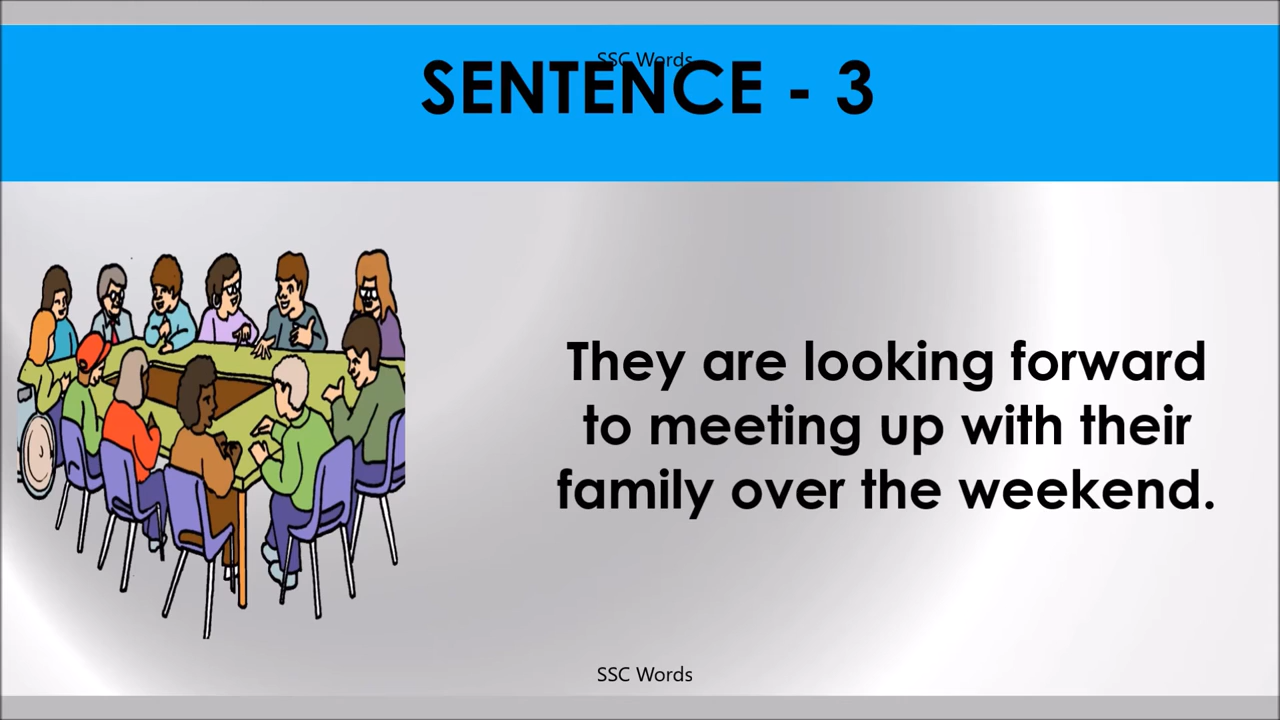 SSC Words
SENTENCE - 3
They are looking forward
to meeting up with their
family over the weekend.
SSC Words